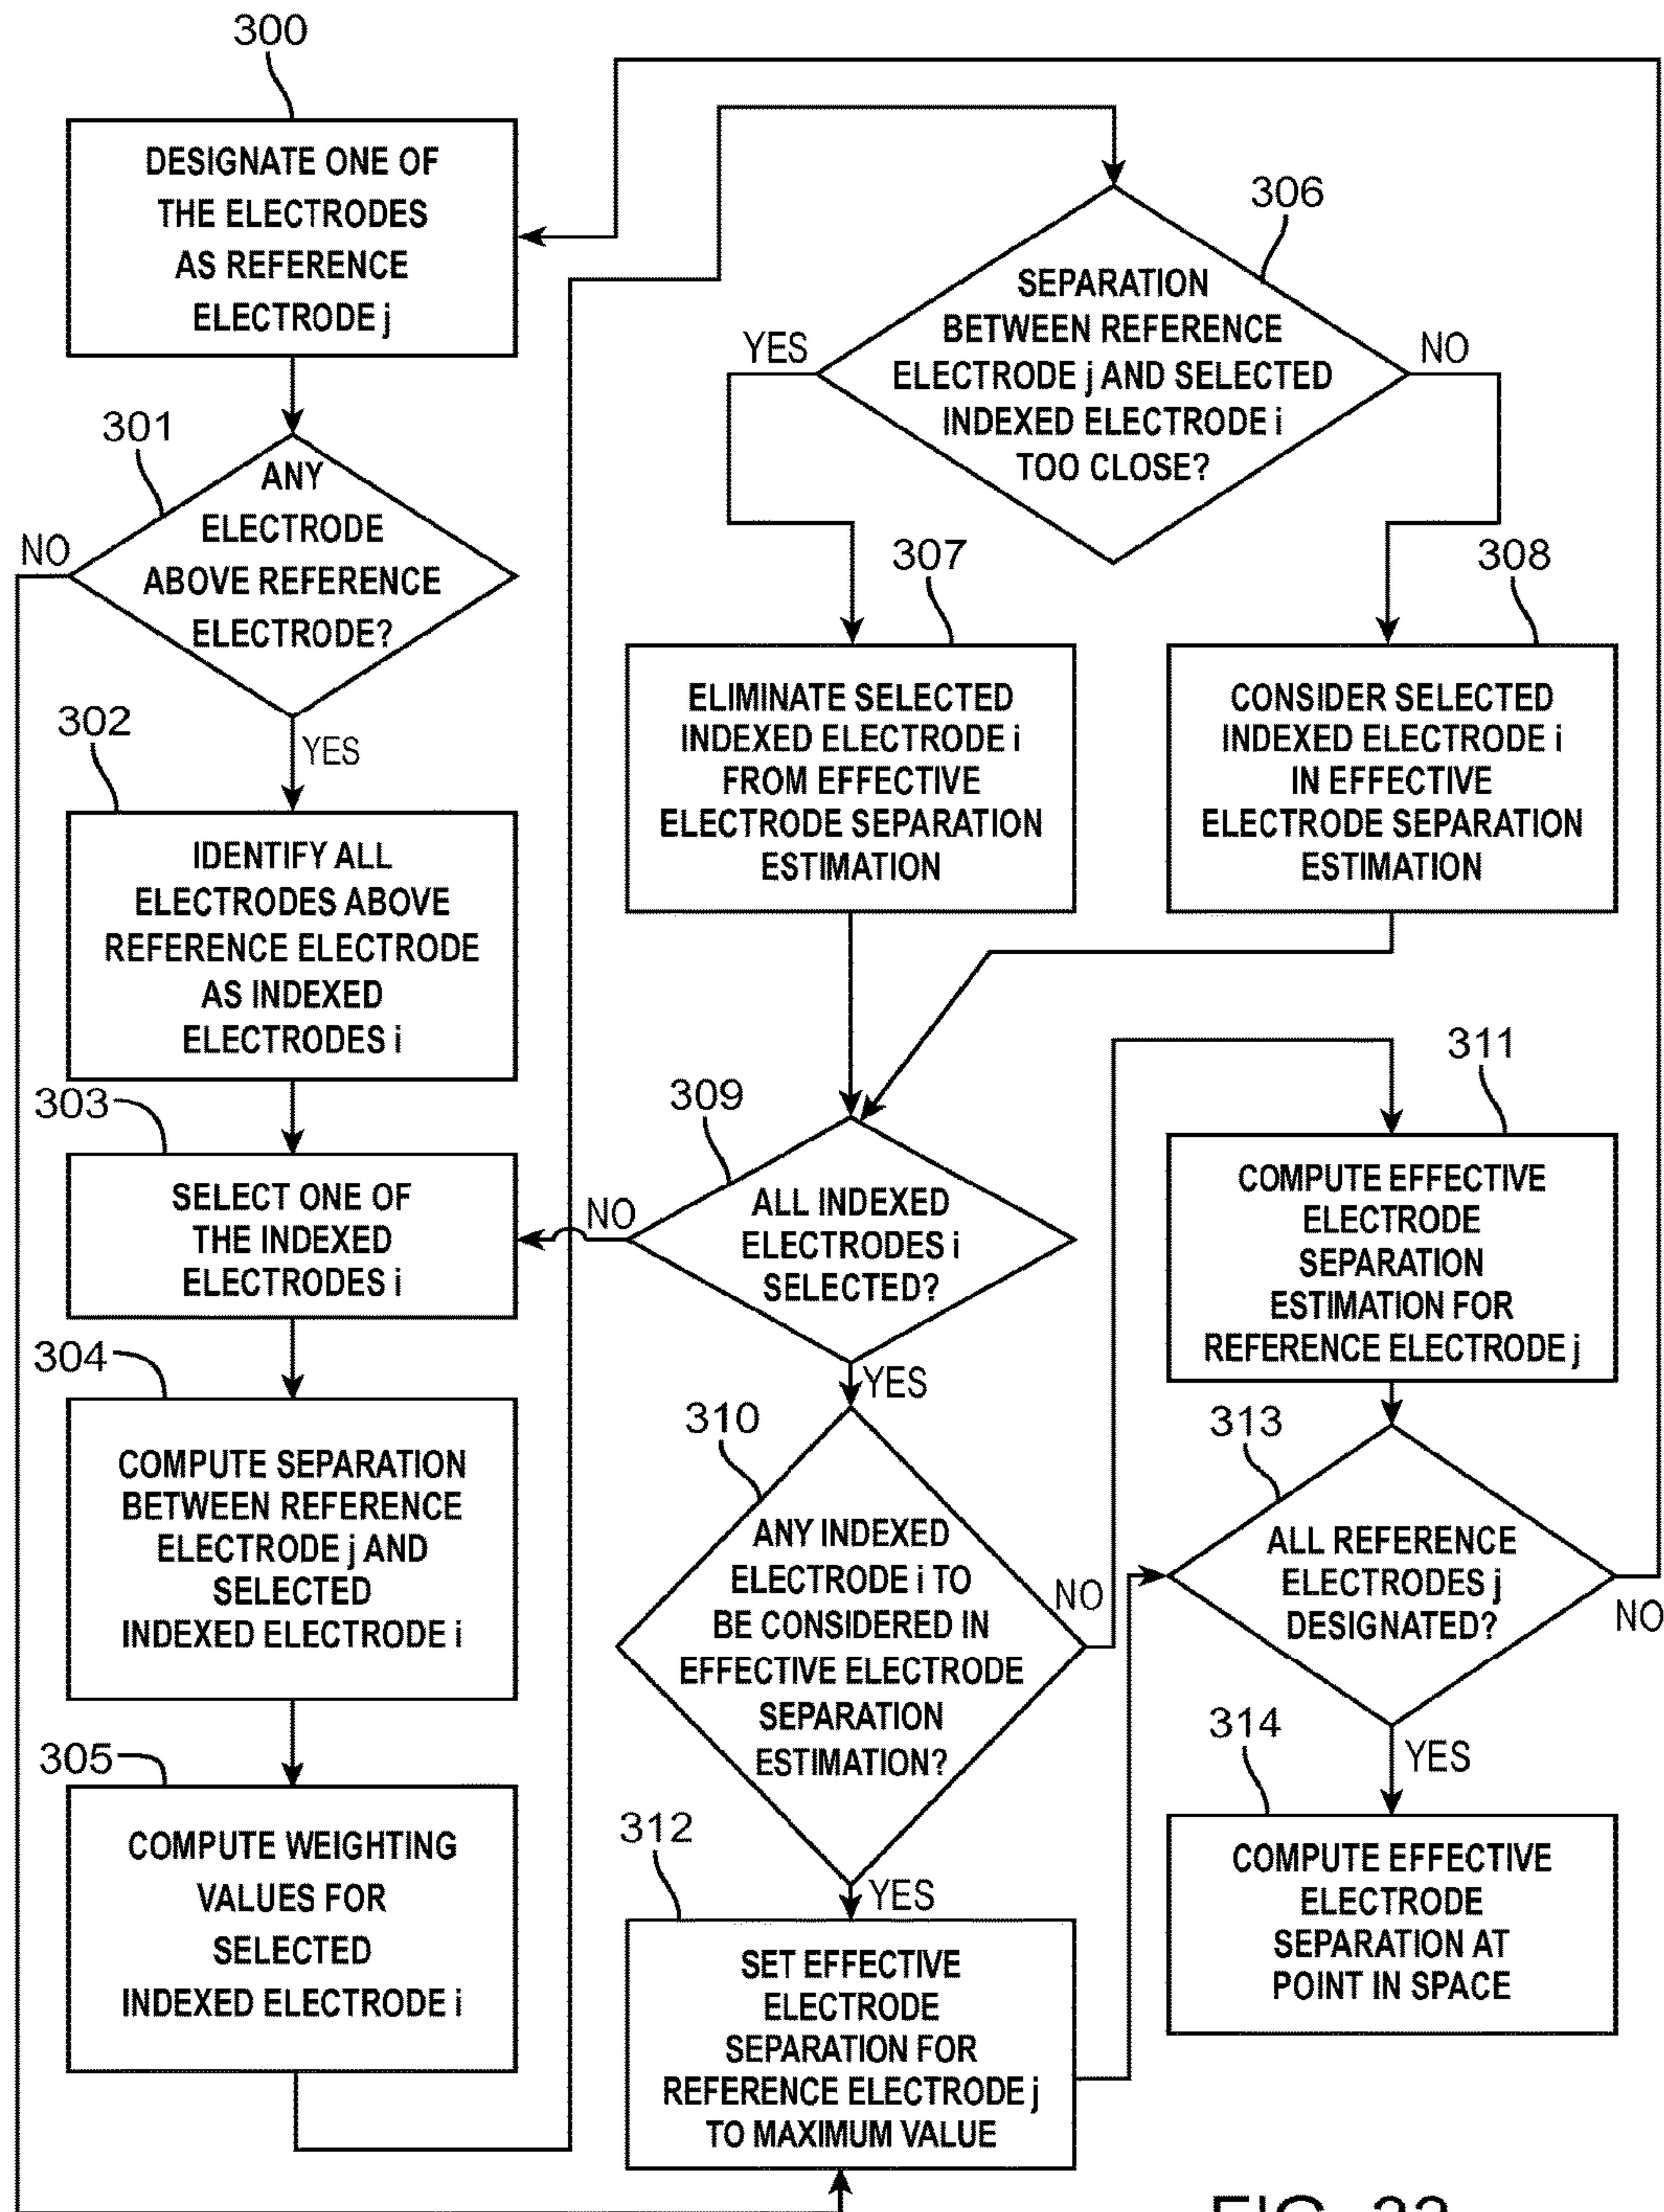 300
DESIGNATE ONE OF
THE ELECTRODES
AS REFERENCE
ELECTRODE j
301
ANY
ELECTRODE
ABOVE REFERENCE
ELECTRODE?
NO
YES
302
IDENTIFY ALL
ELECTRODES ABOVE
REFERENCE ELECTRODE
AS INDEXED
ELECTRODES i
303
SELECT ONE OF
THE INDEXED
ELECTRODES i
304
COMPUTE SEPARATION
BETWEEN REFERENCE
ELECTRODE j AND
SELECTED
INDEXED ELECTRODE i
305
COMPUTE WEIGHTING
VALUES FOR
SELECTED
INDEXED ELECTRODE i
306
SEPARATION
BETWEEN REFERENCE
ELECTRODE j AND SELECTED
INDEXED ELECTRODE i
TOO CLOSE?
YES
NO
307
ELIMINATE SELECTED
INDEXED ELECTRODE i
FROM EFFECTIVE
ELECTRODE SEPARATION
ESTIMATION
308
CONSIDER SELECTED
INDEXED ELECTRODE i
IN EFFECTIVE
ELECTRODE SEPARATION
ESTIMATION
309
ALL INDEXED
ELECTRODES i
SELECTED?
NO
YES
310
ANY INDEXED
ELECTRODE i TO
BE CONSIDERED IN
EFFECTIVE ELECTRODE
SEPARATION
ESTIMATION?
NO
YES
311
COMPUTE EFFECTIVE
ELECTRODE
SEPARATION
ESTIMATION FOR
REFERENCE ELECTRODE j
312
SET EFFECTIVE
ELECTRODE
SEPARATION FOR
REFERENCE ELECTRODE j
TO MAXIMUM VALUE
313
ALL REFERENCE
ELECTRODES j
DESIGNATED?
NO
YES
314
COMPUTE EFFECTIVE
ELECTRODE
SEPARATION AT
POINT IN SPACE
FIG.